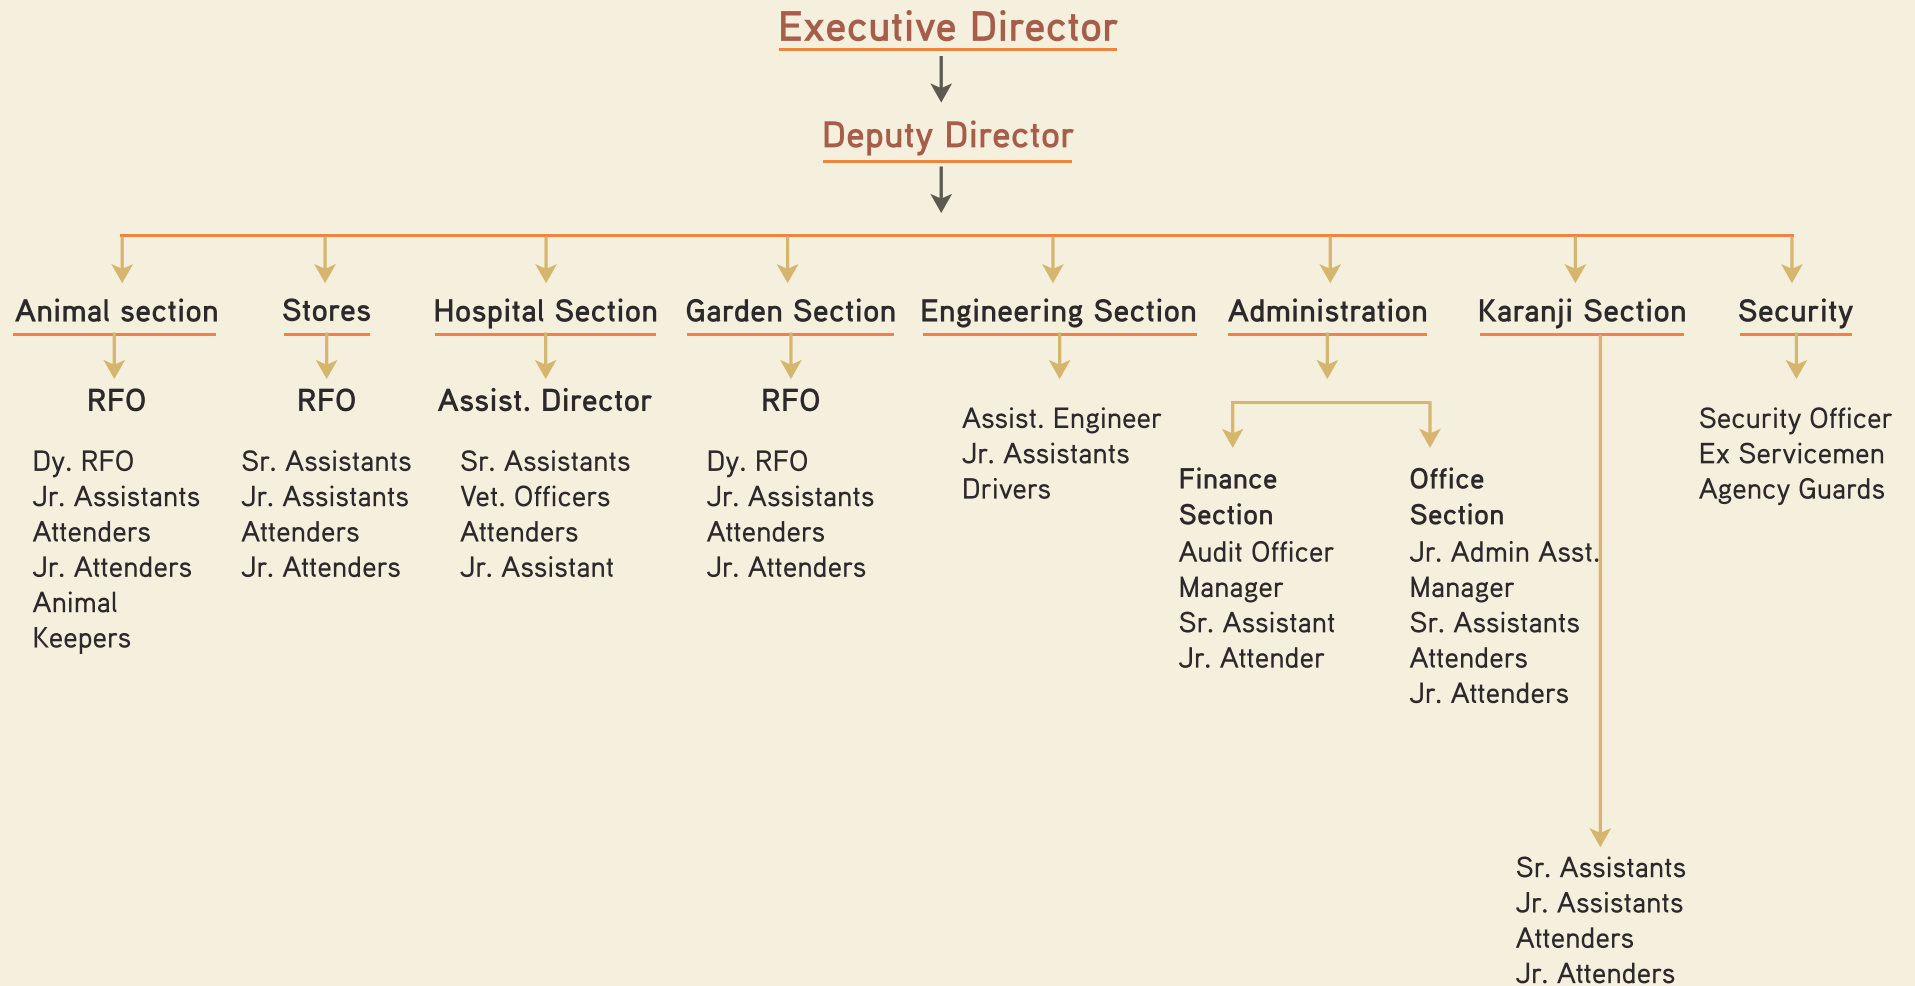 Executive Director
Deputy Director
Animal section
Stores
Hospital Section
Garden Section
Engineering Section
Administration
Karanji Section
Security
RFO
Dy. RFO
Jr. Assistants
Attenders
Jr. Attenders
Animal
Keepers
RFO
Sr. Assistants
Jr. Assistants
Attenders
Jr. Attenders
Assist. Director
Sr. Assistants
Vet. Officers
Attenders
Jr. Assistant
RFO
Dy. RFO
Jr. Assistants
Attenders
Jr. Attenders
Assist. Engineer
Jr. Assistants
Drivers
Finance
Section
Audit Officer
Manager
Sr. Assistant
Jr. Attender
Office
Section
Jr. Admin Asst.
Manager
Sr. Assistants
Attenders
Jr. Attenders
Sr. Assistants
Jr. Assistants
Attenders
Jr. Attenders
Security Officer
Ex Servicemen
Agency Guards